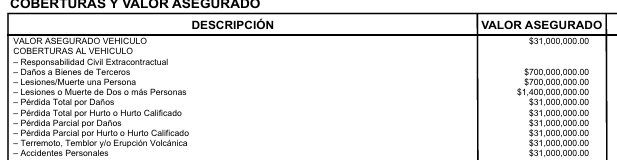 COBERTURAS Y VALOR ASEGURADO
DESCRIPCIÓN VALOR ASEGURADO
VALOR ASEGURADO VEHICULO $31,000,000.00
COBERTURAS AL VEHICULO
– Responsabilidad Civil Extracontractual
– Daños a Bienes de Terceros $700,000,000.00
– Lesiones/Muerte una Persona $700,000,000.00
– Lesiones o Muerte de Dos o más Personas $1,400,000,000.00
– Pérdida Total por Daños $31,000,000.00
– Pérdida Total por Hurto o Hurto Calificado $31,000,000.00
– Pérdida Parcial por Daños $31,000,000.00
– Pérdida Parcial por Hurto o Hurto Calificado $31,000,000.00
– Terremoto, Temblor y/o Erupción Volcánica $31,000,000.00
– Accidentes Personales $31,000,000.00